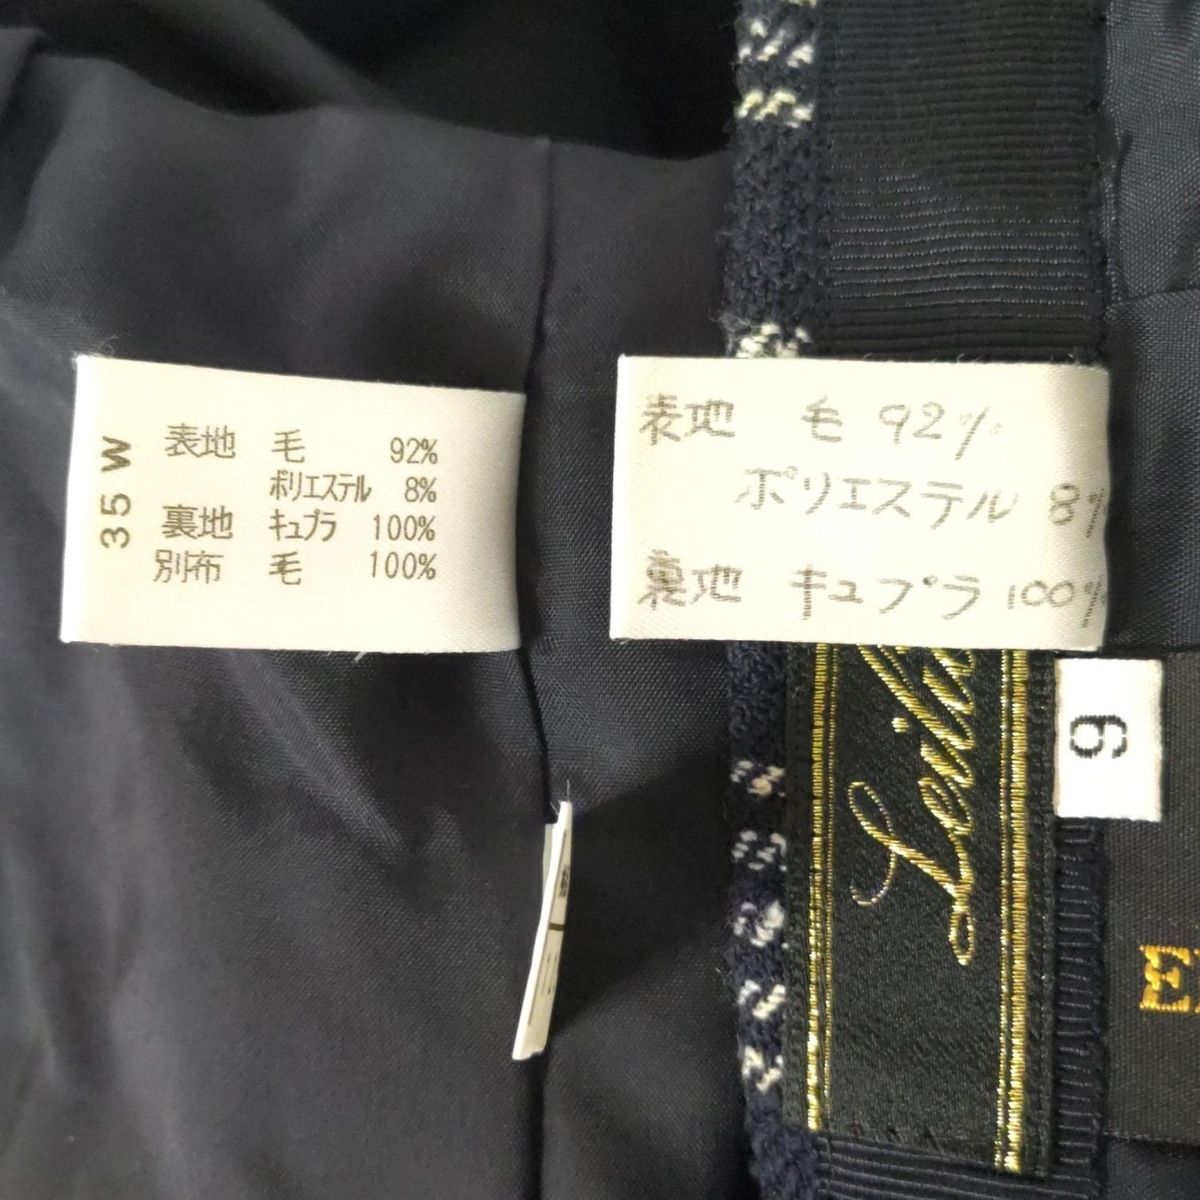 35 W
表地 毛 92%
ポリエステル 8%
裏地 キュプラ 100%
別布 毛 100%
表地 毛 92%
ポリエステル 8%
裏地 キュプラ 100%
9